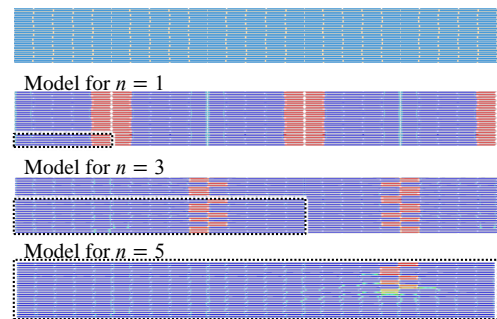 Model for n = 1
Model for n = 3
Model for n = 5